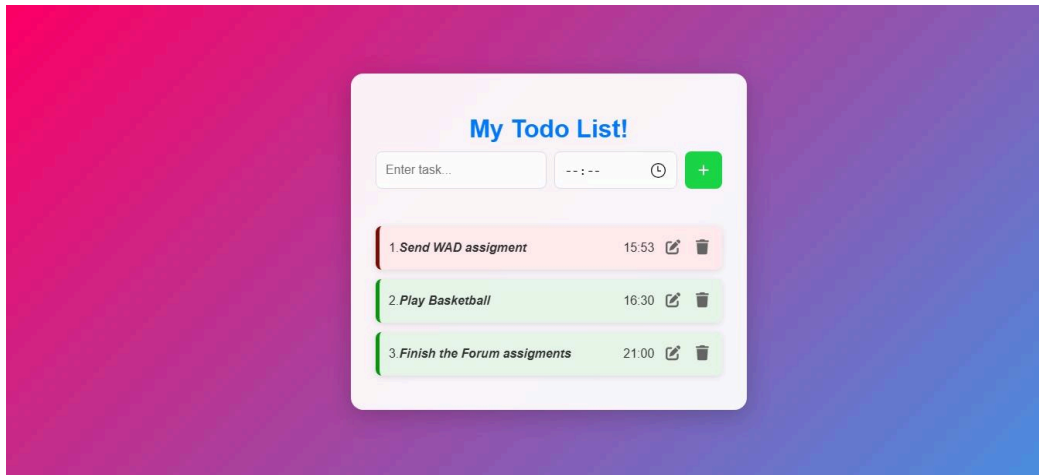 My Todo List!
Enter task... --:-- +
1.Send WAD assigment 15:53
2.Play Basketball 16:30
3.Finish the Forum assigments 21:00